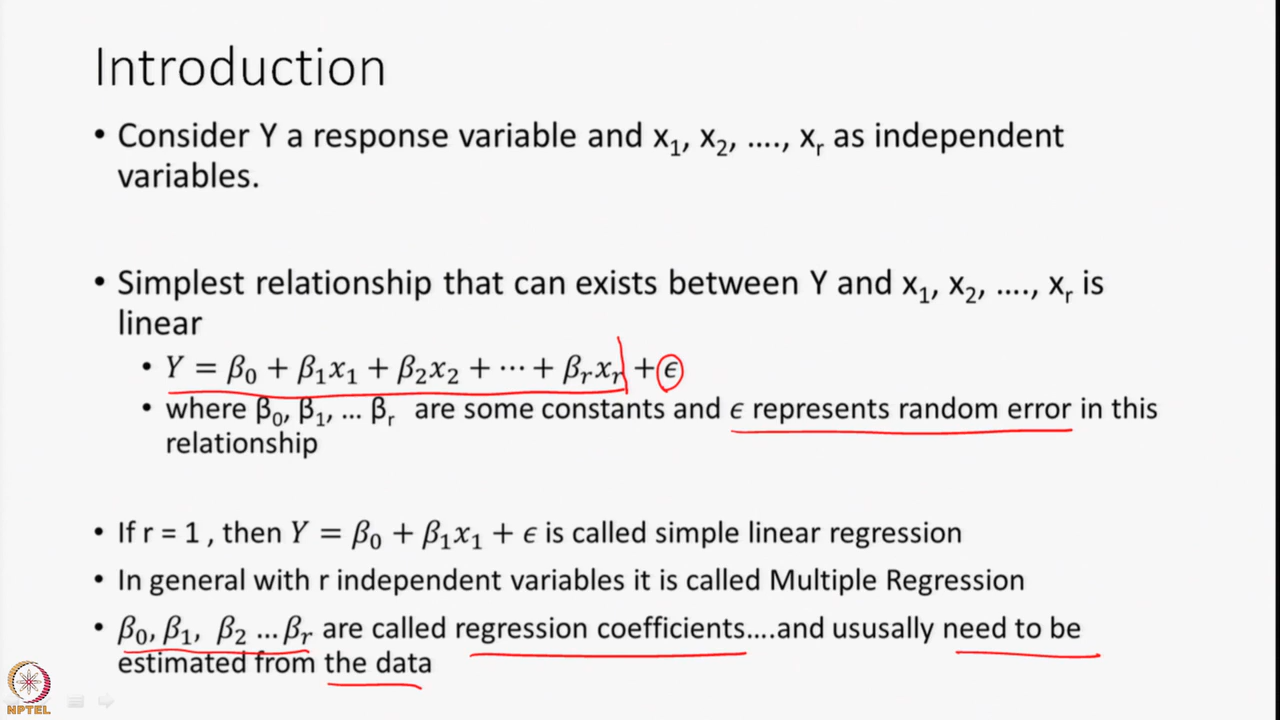 Introduction
• Consider Y a response variable and x₁, x₂, ...., xᵣ as independent
variables.
• Simplest relationship that can exists between Y and x₁, x₂, ...., xᵣ is
linear
• Y = β₀ + β₁x₁ + β₂x₂ + ⋯ + βᵣxᵣ + ϵ
• where β₀, β₁, ... βᵣ are some constants and ϵ represents random error in this
relationship
• If r = 1 , then Y = β₀ + β₁x₁ + ϵ is called simple linear regression
• In general with r independent variables it is called Multiple Regression
• β₀, β₁, β₂ ... βᵣ are called regression coefficients....and ususally need to be
estimated from the data
NPTEL